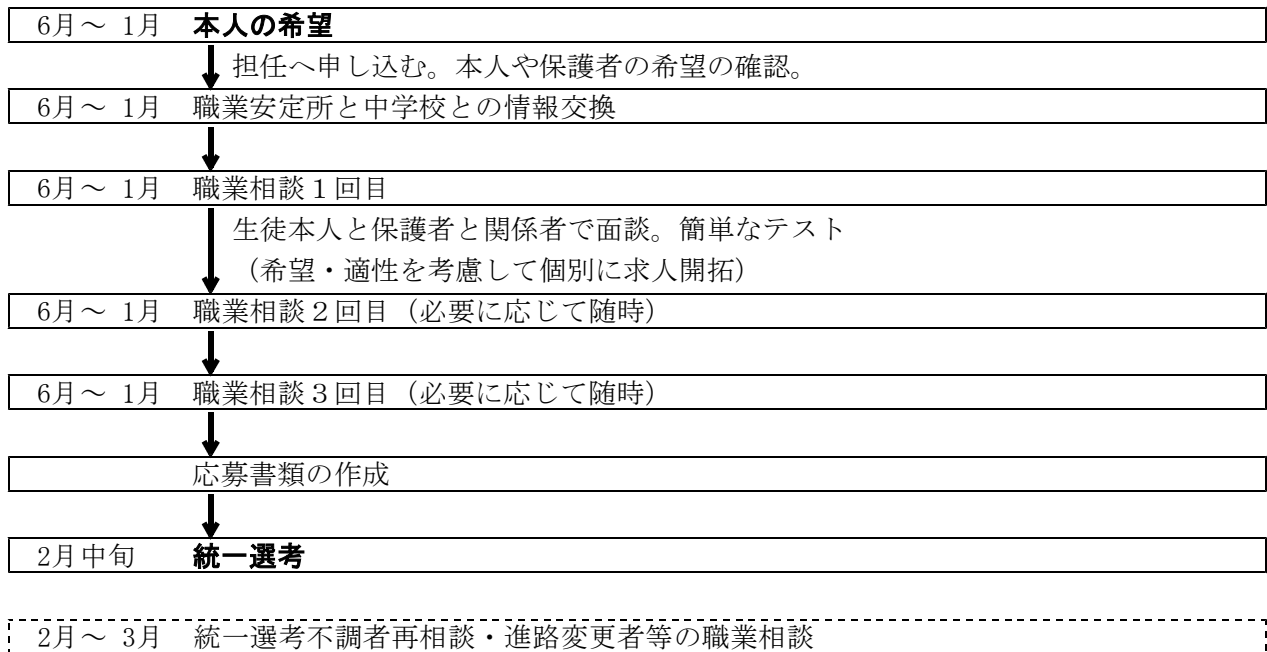 6月～ 1月　本人の希望
担任へ申し込む。本人や保護者の希望の確認。
6月～ 1月　職業安定所と中学校との情報交換
6月～ 1月　職業相談１回目
生徒本人と保護者と関係者で面談。簡単なテスト
（希望・適性を考慮して個別に求人開拓）
6月～ 1月　職業相談２回目（必要に応じて随時）
6月～ 1月　職業相談３回目（必要に応じて随時）
応募書類の作成
2月中旬　統一選考
2月～ 3月　統一選考不調者再相談・進路変更者等の職業相談